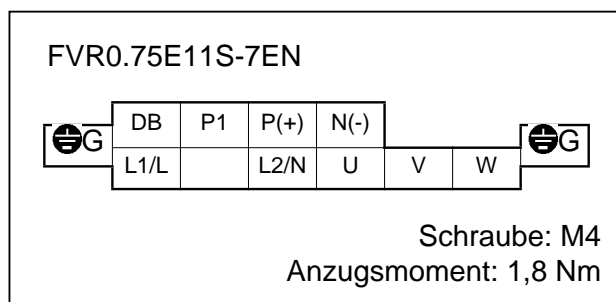 FVR0.75E11S-7EN
G DB P1 P(+) N(-) G
L1/L L2/N U V W
Schraube: M4
Anzugsmoment: 1,8 Nm